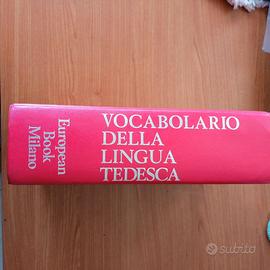 VOCABOLARIO
DELLA
LINGUA
TEDESCA
European
Book
Milano
subito